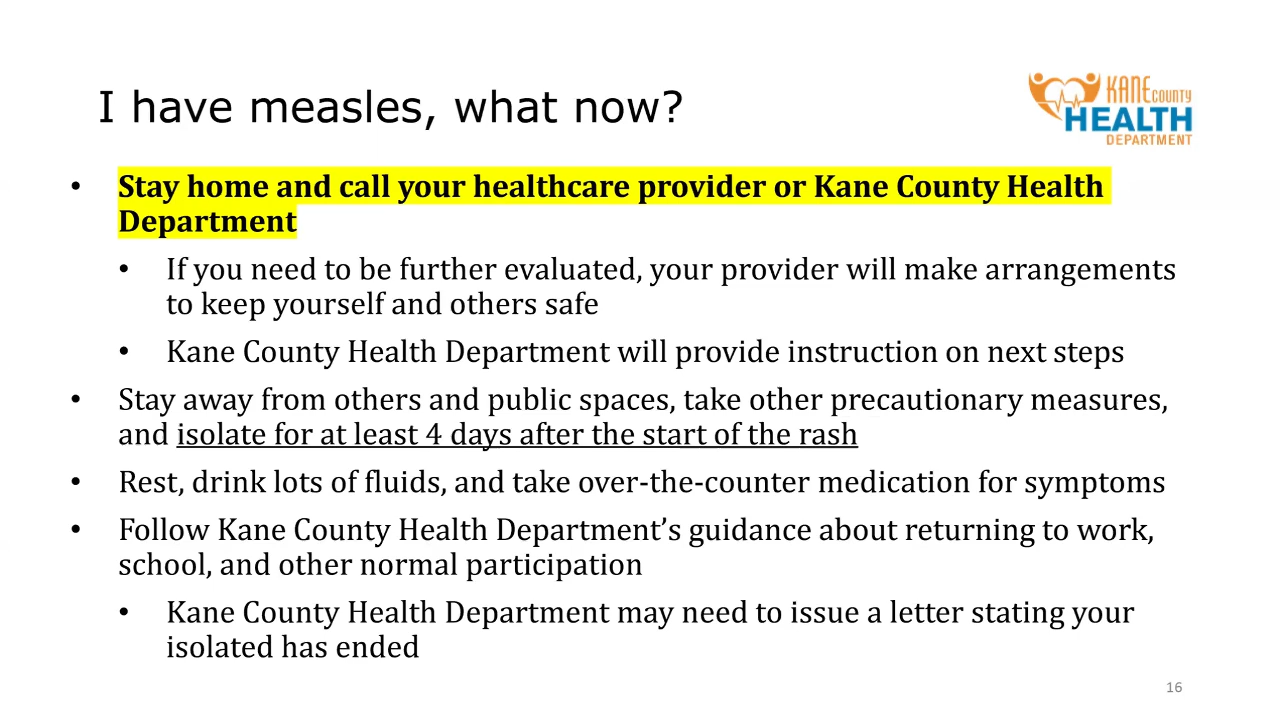 I have measles, what now?
KANE COUNTY
HEALTH
DEPARTMENT
• Stay home and call your healthcare provider or Kane County Health
Department
• If you need to be further evaluated, your provider will make arrangements
to keep yourself and others safe
• Kane County Health Department will provide instruction on next steps
• Stay away from others and public spaces, take other precautionary measures,
and isolate for at least 4 days after the start of the rash
• Rest, drink lots of fluids, and take over-the-counter medication for symptoms
• Follow Kane County Health Department’s guidance about returning to work,
school, and other normal participation
• Kane County Health Department may need to issue a letter stating your
isolated has ended
16